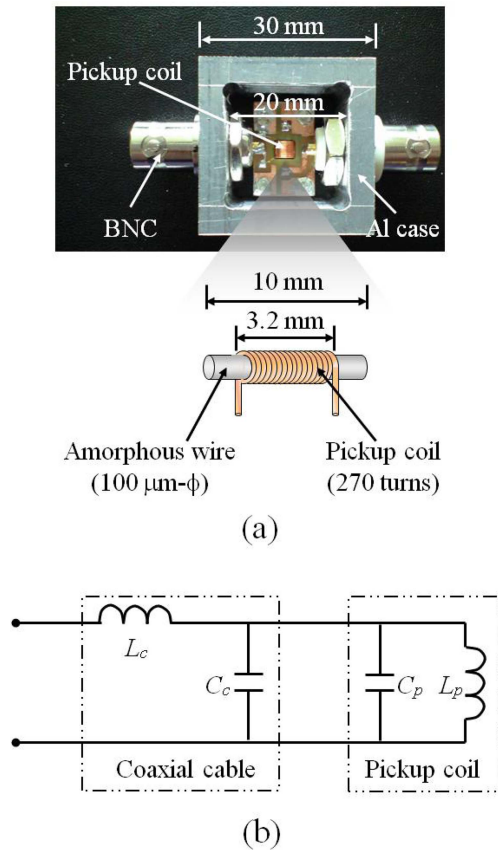 30 mm
Pickup coil
20 mm
BNC
Al case
10 mm
3.2 mm
Amorphous wire
(100 μm-ϕ)
Pickup coil
(270 turns)
(a)
Lc
Cc
Cp
Lp
Coaxial cable
Pickup coil
(b)